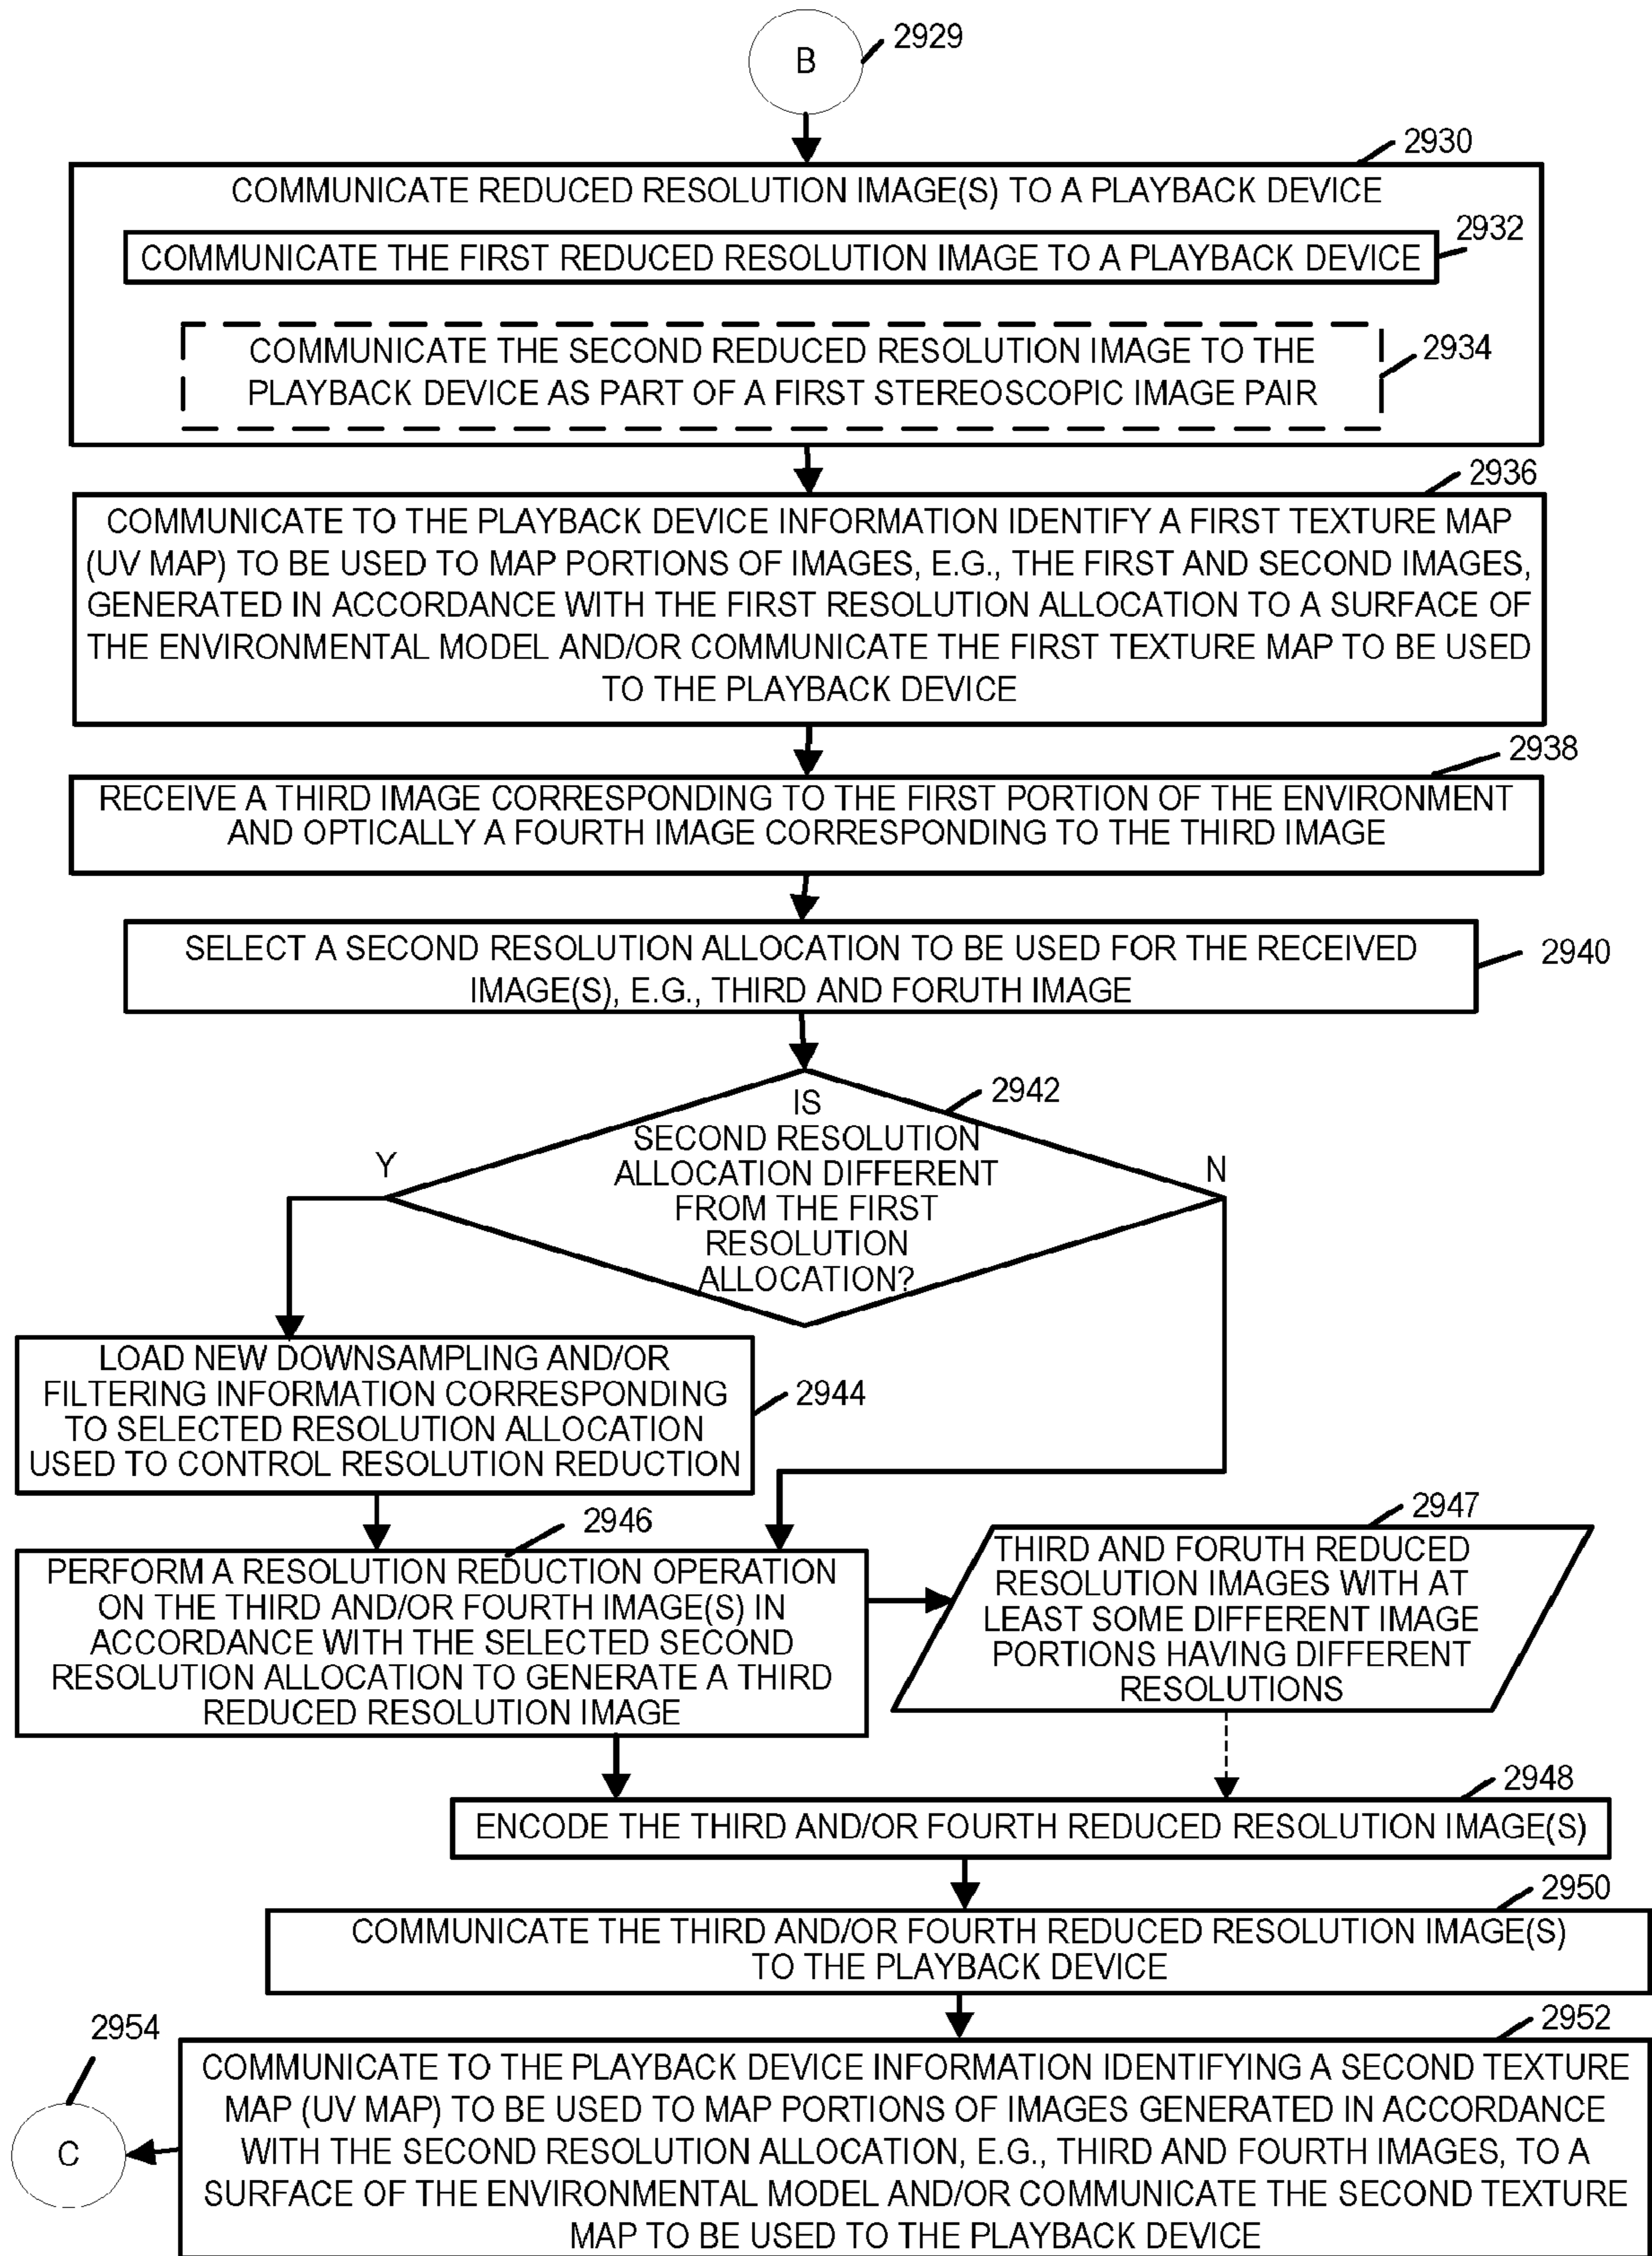 B
2929
2930
COMMUNICATE REDUCED RESOLUTION IMAGE(S) TO A PLAYBACK DEVICE
2932
COMMUNICATE THE FIRST REDUCED RESOLUTION IMAGE TO A PLAYBACK DEVICE
COMMUNICATE THE SECOND REDUCED RESOLUTION IMAGE TO THE
PLAYBACK DEVICE AS PART OF A FIRST STEREOSCOPIC IMAGE PAIR
2934
2936
COMMUNICATE TO THE PLAYBACK DEVICE INFORMATION IDENTIFY A FIRST TEXTURE MAP
(UV MAP) TO BE USED TO MAP PORTIONS OF IMAGES, E.G., THE FIRST AND SECOND IMAGES,
GENERATED IN ACCORDANCE WITH THE FIRST RESOLUTION ALLOCATION TO A SURFACE OF
THE ENVIRONMENTAL MODEL AND/OR COMMUNICATE THE FIRST TEXTURE MAP TO BE USED
TO THE PLAYBACK DEVICE
2938
RECEIVE A THIRD IMAGE CORRESPONDING TO THE FIRST PORTION OF THE ENVIRONMENT
AND OPTICALLY A FOURTH IMAGE CORRESPONDING TO THE THIRD IMAGE
SELECT A SECOND RESOLUTION ALLOCATION TO BE USED FOR THE RECEIVED
IMAGE(S), E.G., THIRD AND FORUTH IMAGE
2940
2942
IS
SECOND RESOLUTION
ALLOCATION DIFFERENT
FROM THE FIRST
RESOLUTION
ALLOCATION?
Y
N
LOAD NEW DOWNSAMPLING AND/OR
FILTERING INFORMATION CORRESPONDING
TO SELECTED RESOLUTION ALLOCATION
USED TO CONTROL RESOLUTION REDUCTION
2944
2946
PERFORM A RESOLUTION REDUCTION OPERATION
ON THE THIRD AND/OR FOURTH IMAGE(S) IN
ACCORDANCE WITH THE SELECTED SECOND
RESOLUTION ALLOCATION TO GENERATE A THIRD
REDUCED RESOLUTION IMAGE
2947
THIRD AND FORUTH REDUCED
RESOLUTION IMAGES WITH AT
LEAST SOME DIFFERENT IMAGE
PORTIONS HAVING DIFFERENT
RESOLUTIONS
2948
ENCODE THE THIRD AND/OR FOURTH REDUCED RESOLUTION IMAGE(S)
2950
COMMUNICATE THE THIRD AND/OR FOURTH REDUCED RESOLUTION IMAGE(S)
TO THE PLAYBACK DEVICE
2952
COMMUNICATE TO THE PLAYBACK DEVICE INFORMATION IDENTIFYING A SECOND TEXTURE
MAP (UV MAP) TO BE USED TO MAP PORTIONS OF IMAGES GENERATED IN ACCORDANCE
WITH THE SECOND RESOLUTION ALLOCATION, E.G., THIRD AND FOURTH IMAGES, TO A
SURFACE OF THE ENVIRONMENTAL MODEL AND/OR COMMUNICATE THE SECOND TEXTURE
MAP TO BE USED TO THE PLAYBACK DEVICE
2954
C